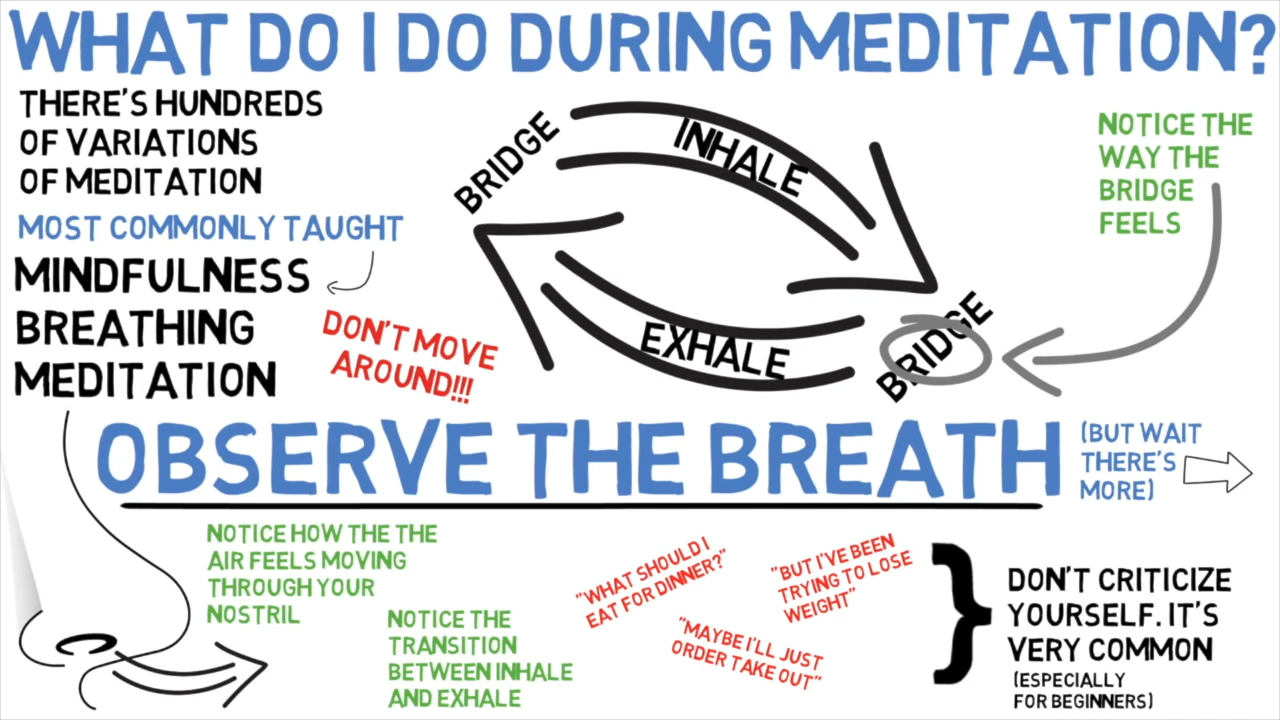 WHAT DO I DO DURING MEDITATION?
THERE'S HUNDREDS
OF VARIATIONS
OF MEDITATION
MOST COMMONLY TAUGHT
MINDFULNESS
BREATHING
MEDITATION
DON'T MOVE
AROUND!!!
BRIDGE
INHALE
BRIDGE
EXHALE
NOTICE THE
WAY THE
BRIDGE
FEELS
OBSERVE THE BREATH
(BUT WAIT
THERE'S
MORE)
NOTICE HOW THE THE
AIR FEELS MOVING
THROUGH YOUR
NOSTRIL
NOTICE THE
TRANSITION
BETWEEN INHALE
AND EXHALE
"WHAT SHOULD I
EAT FOR DINNER?"
"BUT I'VE BEEN
TRYING TO LOSE
WEIGHT"
"MAYBE I'LL JUST
ORDER TAKE OUT"
DON'T CRITICIZE
YOURSELF. IT'S
VERY COMMON
(ESPECIALLY
FOR BEGINNERS)